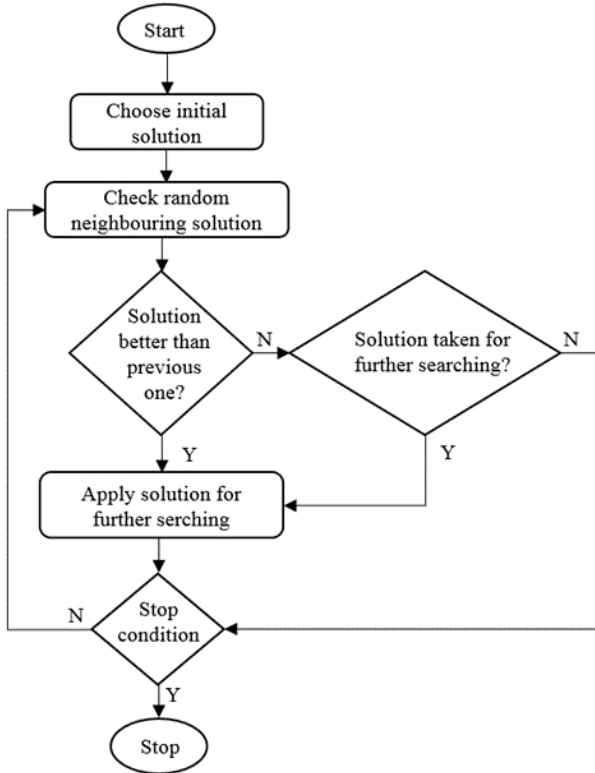 Start
Choose initial
solution
Check random
neighbouring solution
Solution
better than
previous
one?
N
Solution taken for
further searching?
N
Y
Y
Apply solution for
further serching
N
Stop
condition
Y
Stop